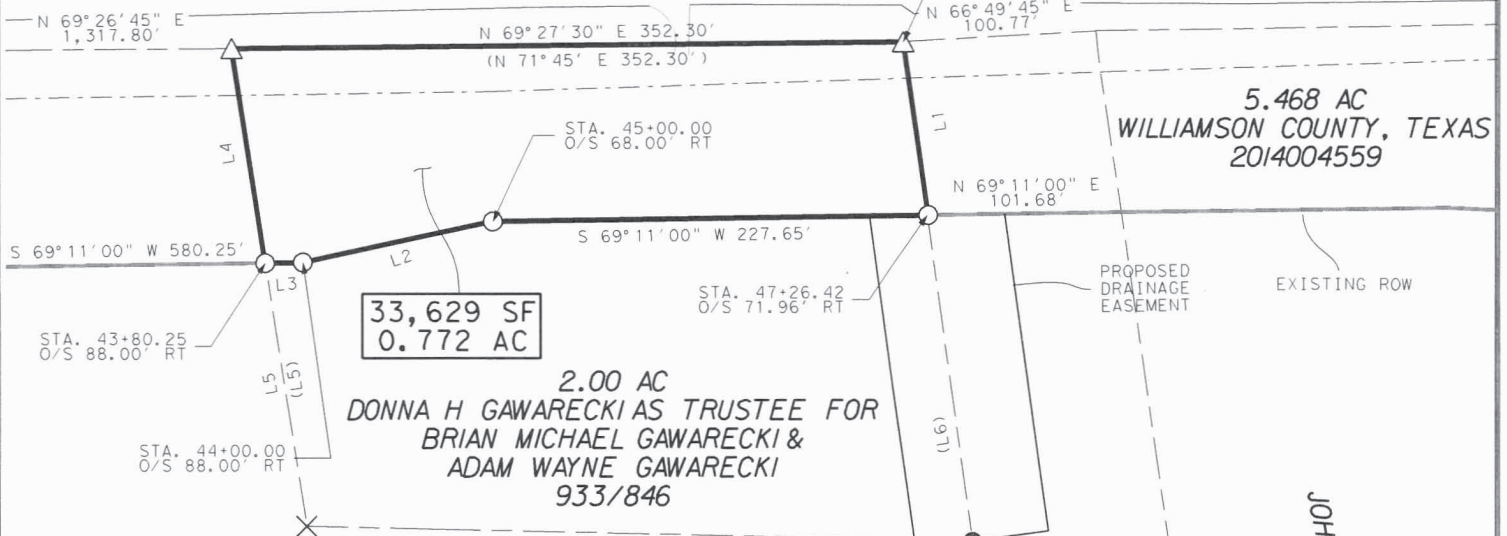 N 69°26'45" E
1,317.80'
N 69°27'30" E 352.30'
(N 71°45' E 352.30')
N 66°49'45" E
100.77'
5.468 AC
WILLIAMSON COUNTY, TEXAS
2014004559
STA. 45+00.00
O/S 68.00' RT
L4
L1
N 69°11'00" E
101.68'
S 69°11'00" W 580.25'
L2
S 69°11'00" W 227.65'
L3
33,629 SF
0.772 AC
STA. 47+26.42
O/S 71.96' RT
PROPOSED
DRAINAGE
EASEMENT
EXISTING ROW
STA. 43+80.25
O/S 88.00' RT
L5
(L5)
2.00 AC
DONNA H GAWARECKI AS TRUSTEE FOR
BRIAN MICHAEL GAWARECKI &
ADAM WAYNE GAWARECKI
933/846
STA. 44+00.00
O/S 88.00' RT
(L6)
JOH